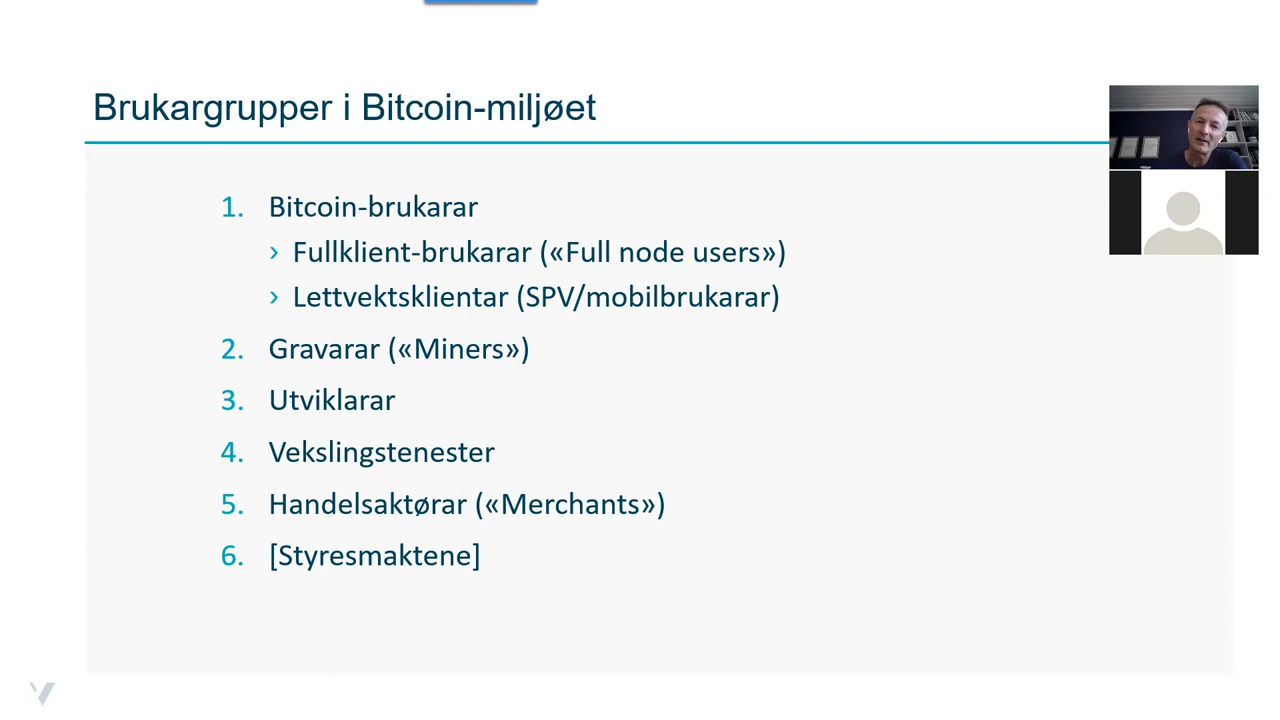 Brukargrupper i Bitcoin-miljøet
1. Bitcoin-brukarar
› Fullklient-brukarar («Full node users»)
› Lettvektsklientar (SPV/mobilbrukarar)
2. Gravarar («Miners»)
3. Utviklarar
4. Vekslingstenester
5. Handelsaktørar («Merchants»)
6. [Styresmaktene]